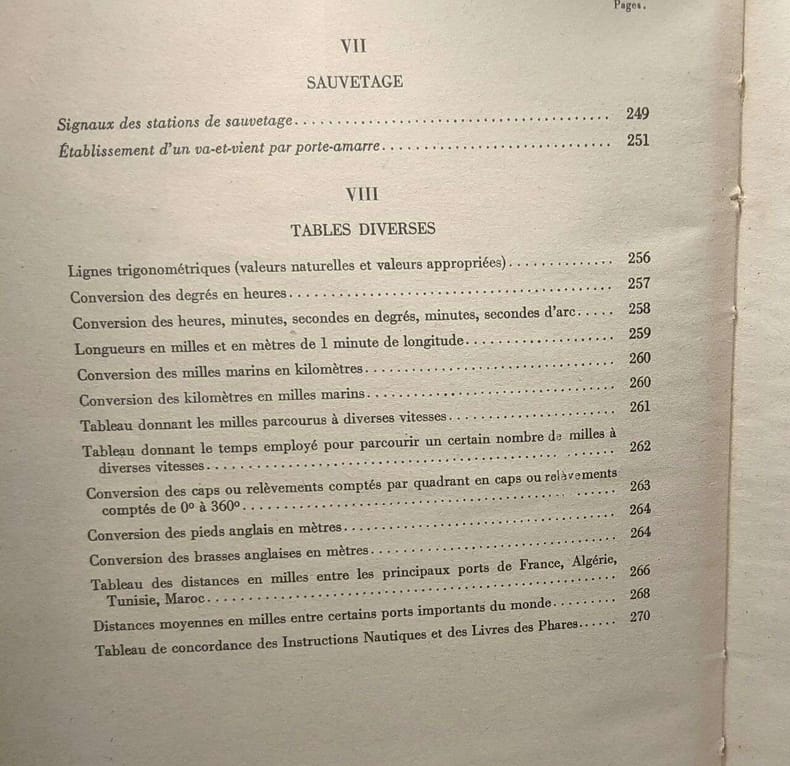 Pages.
VII
SAUVETAGE
Signaux des stations de sauvetage........................................ 249
Établissement d'un va-et-vient par porte-amarre............................. 251
VIII
TABLES DIVERSES
Lignes trigonométriques (valeurs naturelles et valeurs appropriées).............. 256
Conversion des degrés en heures........................................ 257
Conversion des heures, minutes, secondes en degrés, minutes, secondes d'arc..... 258
Longueurs en milles et en mètres de 1 minute de longitude.................... 259
Conversion des milles marins en kilomètres................................ 260
Conversion des kilomètres en milles marins................................ 260
Tableau donnant les milles parcourus à diverses vitesses...................... 261
Tableau donnant le temps employé pour parcourir un certain nombre de milles à
diverses vitesses.................................................... 262
Conversion des caps ou relèvements comptés par quadrant en caps ou relèvements
comptés de 0º à 360º................................................ 263
Conversion des pieds anglais en mètres.................................... 264
Conversion des brasses anglaises en mètres................................ 264
Tableau des distances en milles entre les principaux ports de France, Algérie,
Tunisie, Maroc...................................................... 266
Distances moyennes en milles entre certains ports importants du monde......... 268
Tableau de concordance des Instructions Nautiques et des Livres des Phares...... 270